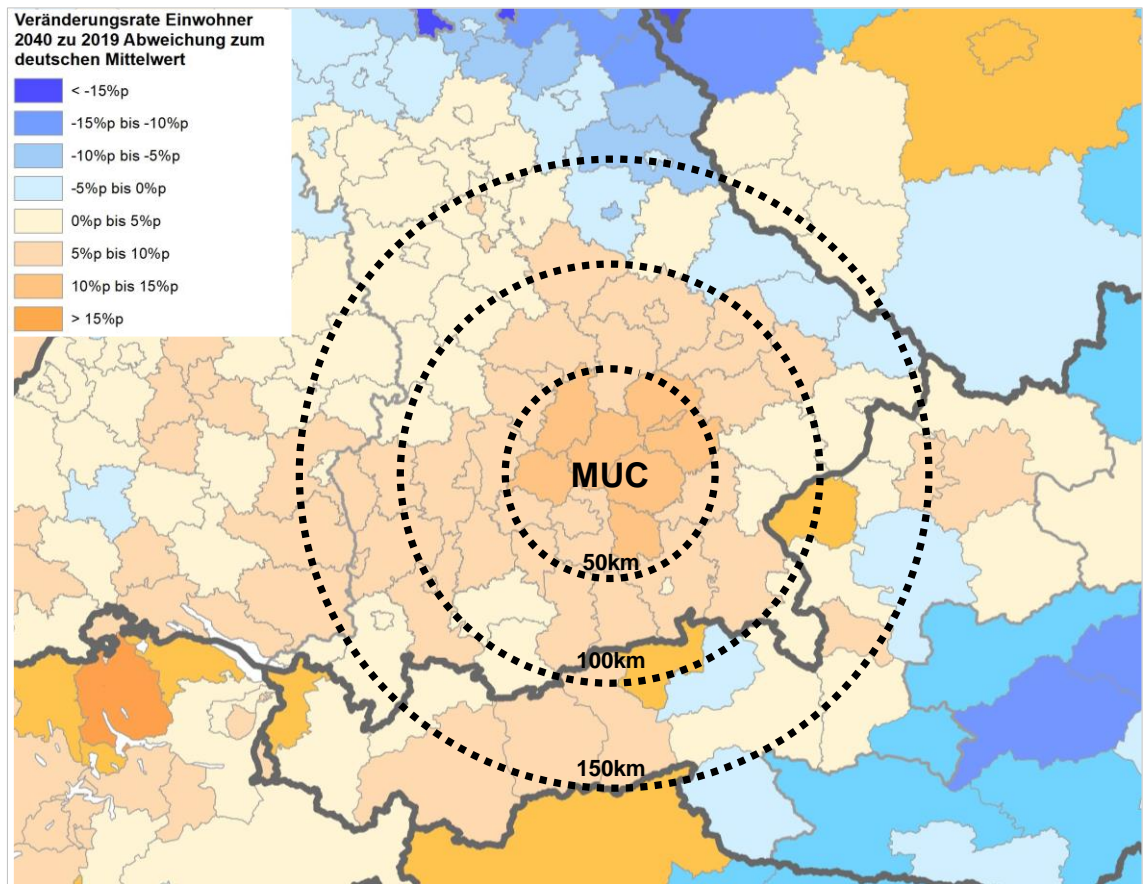 Veränderungsrate Einwohner
2040 zu 2019 Abweichung zum
deutschen Mittelwert
< -15%p
-15%p bis -10%p
-10%p bis -5%p
-5%p bis 0%p
0%p bis 5%p
5%p bis 10%p
10%p bis 15%p
> 15%p
MUC
50km
100km
150km